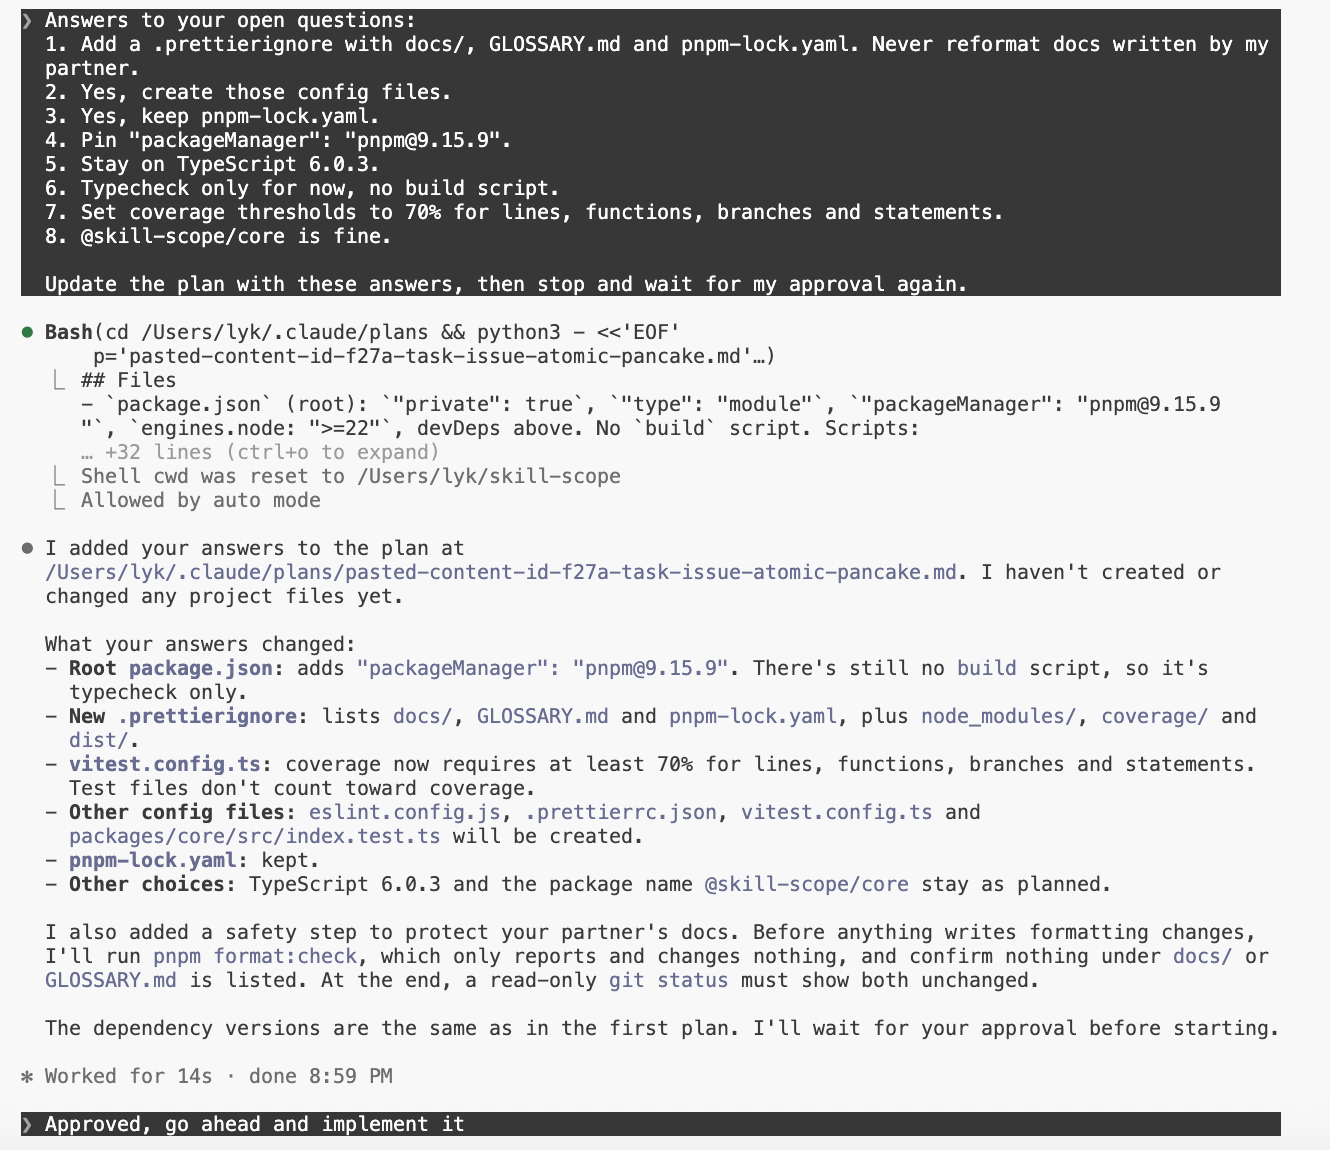 ❯ Answers to your open questions:
1. Add a .prettierignore with docs/, GLOSSARY.md and pnpm-lock.yaml. Never reformat docs written by my
partner.
2. Yes, create those config files.
3. Yes, keep pnpm-lock.yaml.
4. Pin "packageManager": "pnpm@9.15.9".
5. Stay on TypeScript 6.0.3.
6. Typecheck only for now, no build script.
7. Set coverage thresholds to 70% for lines, functions, branches and statements.
8. @skill-scope/core is fine.
Update the plan with these answers, then stop and wait for my approval again.
● Bash(cd /Users/lyk/.claude/plans && python3 - <<'EOF'
p='pasted-content-id-f27a-task-issue-atomic-pancake.md'…)
⎿ ## Files
- `package.json` (root): `"private": true`, `"type": "module"`, `"packageManager": "pnpm@9.15.9
"`, `engines.node: ">=22"`, devDeps above. No `build` script. Scripts:
… +32 lines (ctrl+o to expand)
⎿ Shell cwd was reset to /Users/lyk/skill-scope
⎿ Allowed by auto mode
● I added your answers to the plan at
/Users/lyk/.claude/plans/pasted-content-id-f27a-task-issue-atomic-pancake.md. I haven't created or
changed any project files yet.
What your answers changed:
- Root package.json: adds "packageManager": "pnpm@9.15.9". There's still no build script, so it's
typecheck only.
- New .prettierignore: lists docs/, GLOSSARY.md and pnpm-lock.yaml, plus node_modules/, coverage/ and
dist/.
- vitest.config.ts: coverage now requires at least 70% for lines, functions, branches and statements.
Test files don't count toward coverage.
- Other config files: eslint.config.js, .prettierrc.json, vitest.config.ts and
packages/core/src/index.test.ts will be created.
- pnpm-lock.yaml: kept.
- Other choices: TypeScript 6.0.3 and the package name @skill-scope/core stay as planned.
I also added a safety step to protect your partner's docs. Before anything writes formatting changes,
I'll run pnpm format:check, which only reports and changes nothing, and confirm nothing under docs/ or
GLOSSARY.md is listed. At the end, a read-only git status must show both unchanged.
The dependency versions are the same as in the first plan. I'll wait for your approval before starting.
✻ Worked for 14s · done 8:59 PM
❯ Approved, go ahead and implement it